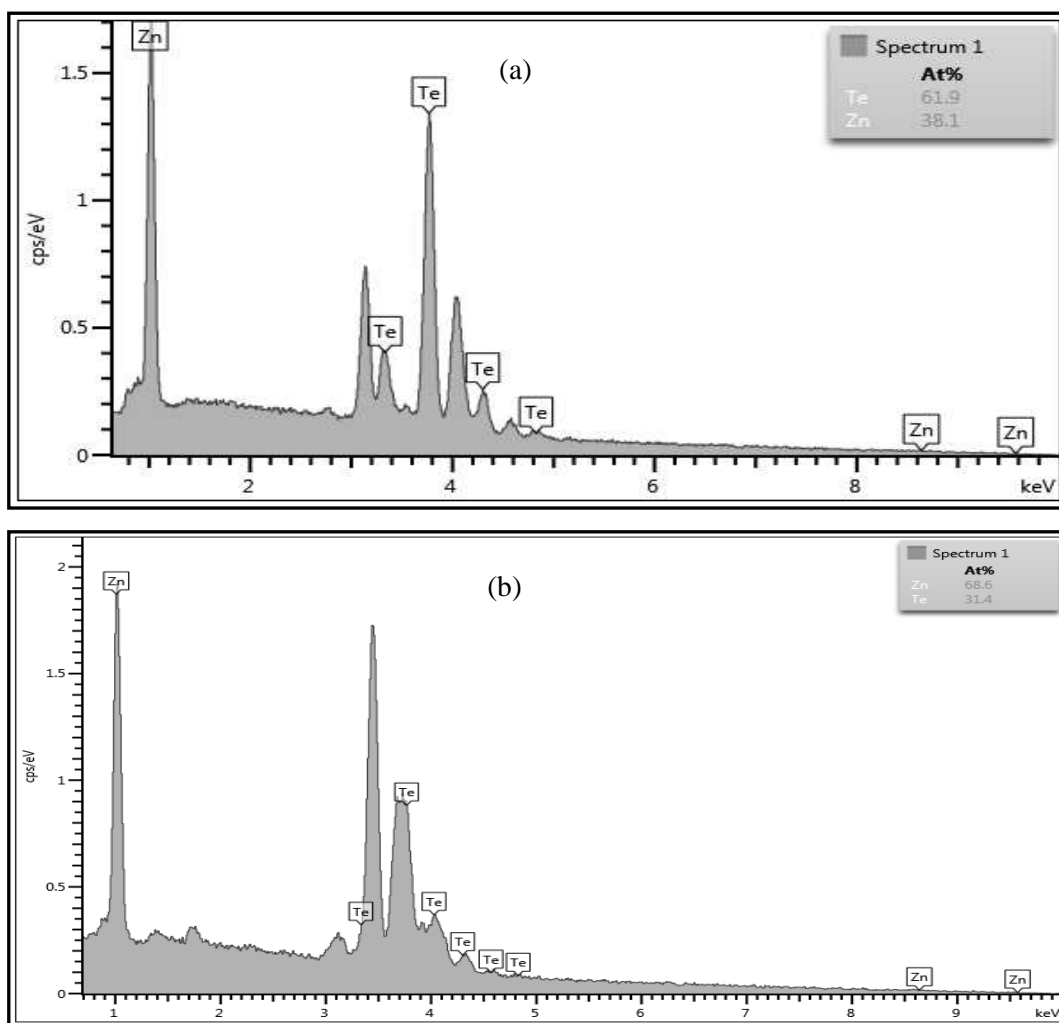 (a)
Spectrum 1
At%
Te 61.9
Zn 38.1
cps/eV
1.5
1
0.5
0
Zn
Te
Te
Te
Te
Zn
Zn
2
4
6
8
keV
(b)
Spectrum 1
At%
Zn 68.6
Te 31.4
cps/eV
2
1.5
1
0.5
0
Zn
Te
Te
Te
Te
Te
Te
Zn
Zn
1
2
3
4
5
6
7
8
9
keV